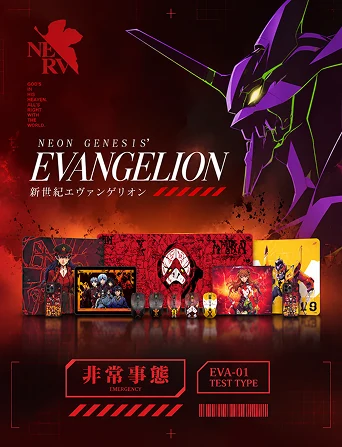 NERV
GOD'S
IN
HIS
HEAVEN,
ALL'S
RIGHT
WITH
THE
WORLD.
NEON GENESIS
EVANGELION
新世紀エヴァンゲリオン
非常事態
EMERGENCY
EVA-01
TEST TYPE